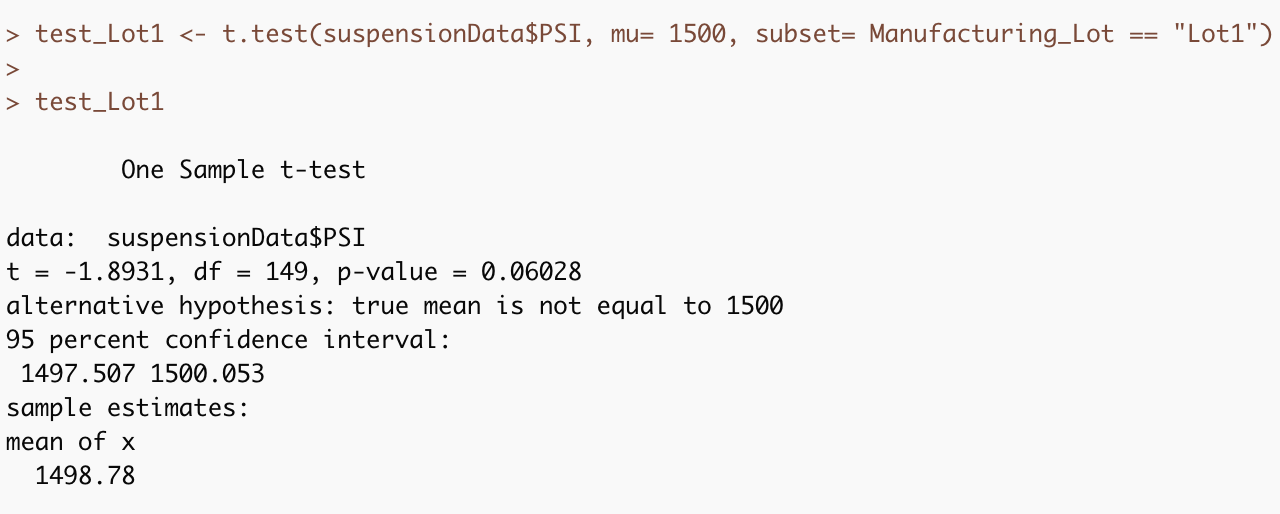 > test_Lot1 <- t.test(suspensionData$PSI, mu= 1500, subset= Manufacturing_Lot == "Lot1")
>
> test_Lot1
One Sample t-test
data:  suspensionData$PSI
t = -1.8931, df = 149, p-value = 0.06028
alternative hypothesis: true mean is not equal to 1500
95 percent confidence interval:
1497.507 1500.053
sample estimates:
mean of x
1498.78